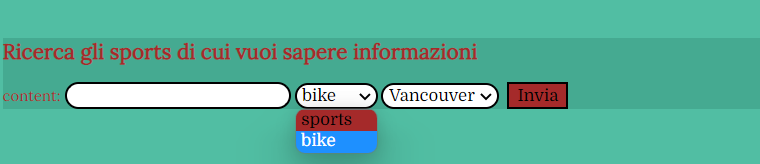 Ricerca gli sports di cui vuoi sapere informazioni
content: bike Vancouver Invia
sports
bike